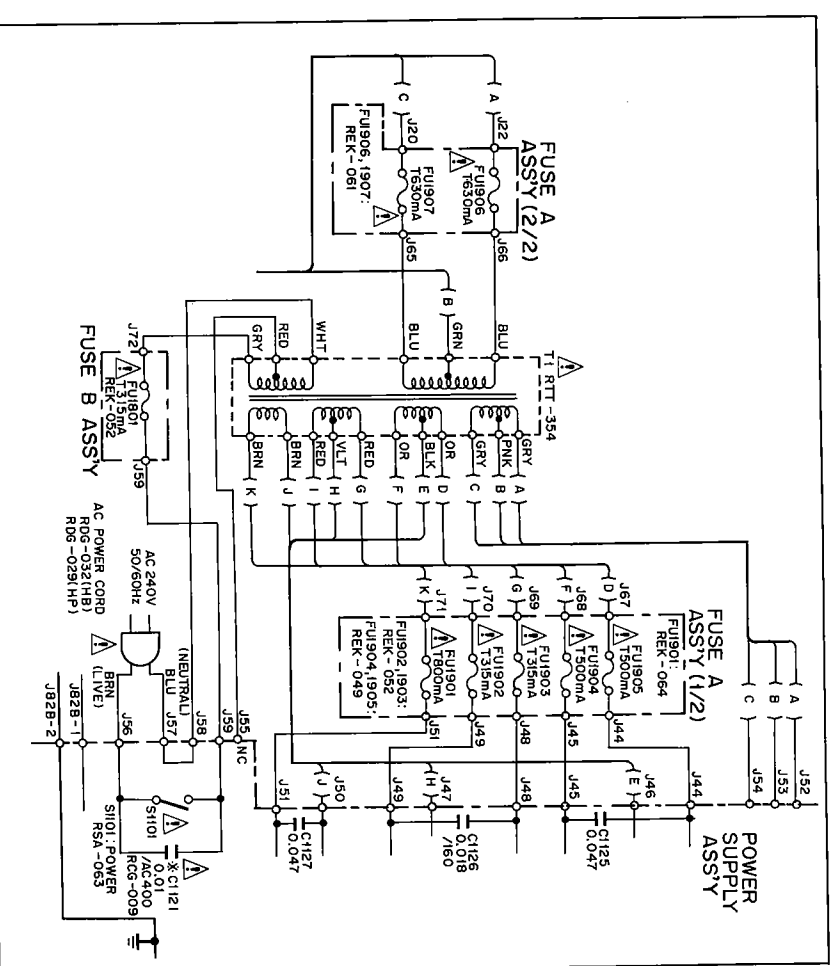 FUSE A
ASS'Y (2/2)
C
A
J20
J22
FU1906
T630mA
FU1907
T630mA
FU1906, 1907:
REK-061
J65
J66
B
BLU
GRN
BLU
T1 RTT-354
WHT
RED
GRY
J72
FU1801
T315mA
REK-052
J59
FUSE B ASS'Y
BRN
BRN
RED
VLT
RED
OR
BLK
OR
GRY
PNK
GRY
K
J
I
H
G
F
E
D
C
B
A
FUSE A
ASS'Y (1/2)
FU1901:
REK-064
K
J71
I
J70
G
J69
F
J68
D
J67
FU1905
T500mA
FU1904
T500mA
FU1903
T315mA
FU1902
T315mA
FU1901
T800mA
FU1902, 1903:
REK-052
FU1904, 1905:
REK-049
J51
J49
J48
J45
J44
C
B
A
AC POWER CORD
RDG-032(HB)
RDG-029(HP)
AC 240V
50/60Hz
(NEUTRAL)
BLU
BRN
(LIVE)
J82B-2
J82B-1
J56
J57
J58
J59
J55
NC
J51
J
J50
J49
H
J47
J48
J45
E
J46
J44
J54
J53
J52
POWER
SUPPLY
ASS'Y
C1127
0.047
C1126
0.018
/160
C1125
0.047
S1101
S1101: POWER
RSA-063
※C1121
0.01
/AC400
RCG-009